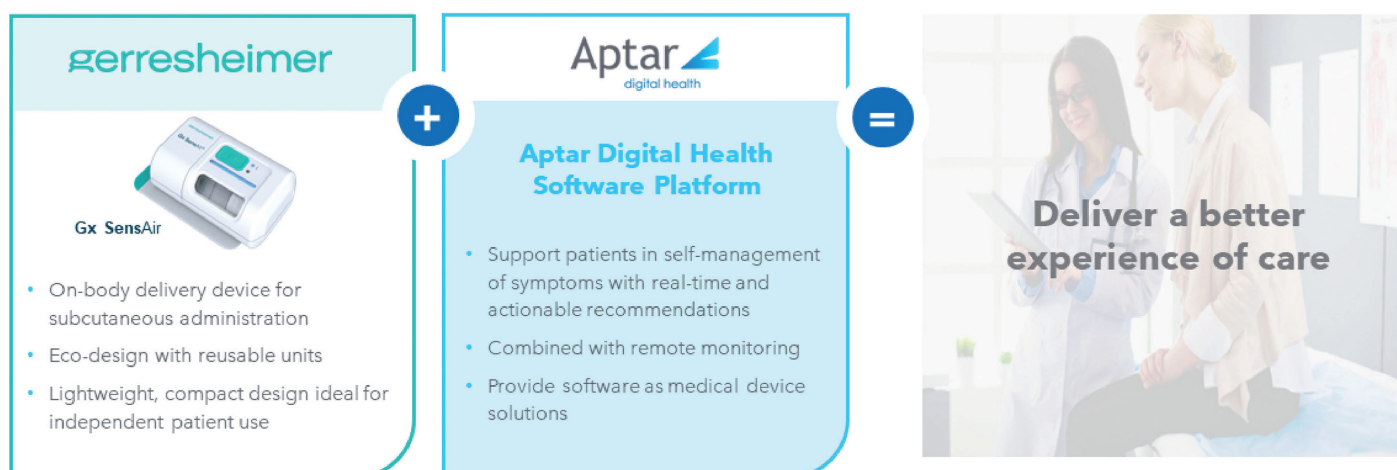 gerresheimer
Gx SensAir
• On-body delivery device for
subcutaneous administration
• Eco-design with reusable units
• Lightweight, compact design ideal for
independent patient use
+
Aptar
digital health
Aptar Digital Health
Software Platform
• Support patients in self-management
of symptoms with real-time and
actionable recommendations
• Combined with remote monitoring
• Provide software as medical device
solutions
=
Deliver a better
experience of care